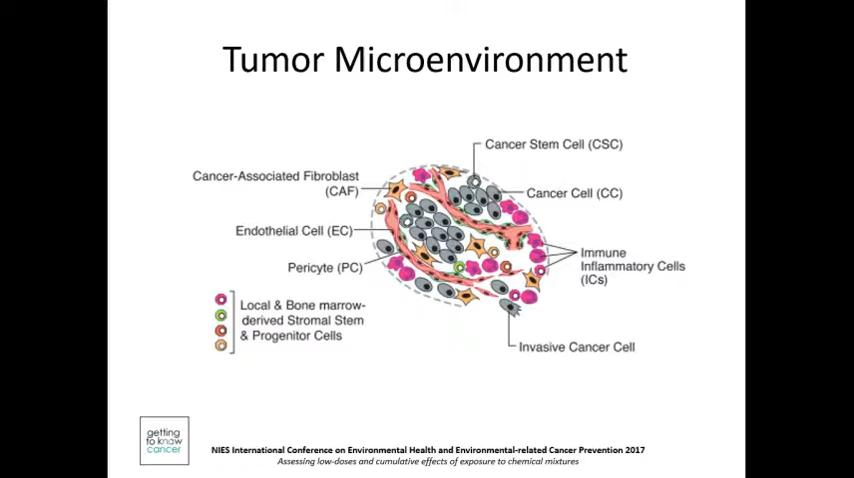 Tumor Microenvironment
Cancer Stem Cell (CSC)
Cancer-Associated Fibroblast
(CAF)
Cancer Cell (CC)
Endothelial Cell (EC)
Pericyte (PC)
Immune
Inflammatory Cells
(ICs)
Local & Bone marrow-
derived Stromal Stem
& Progenitor Cells
Invasive Cancer Cell
getting
to know
cancer
NIES International Conference on Environmental Health and Environmental-related Cancer Prevention 2017
Assessing low-doses and cumulative effects of exposure to chemical mixtures